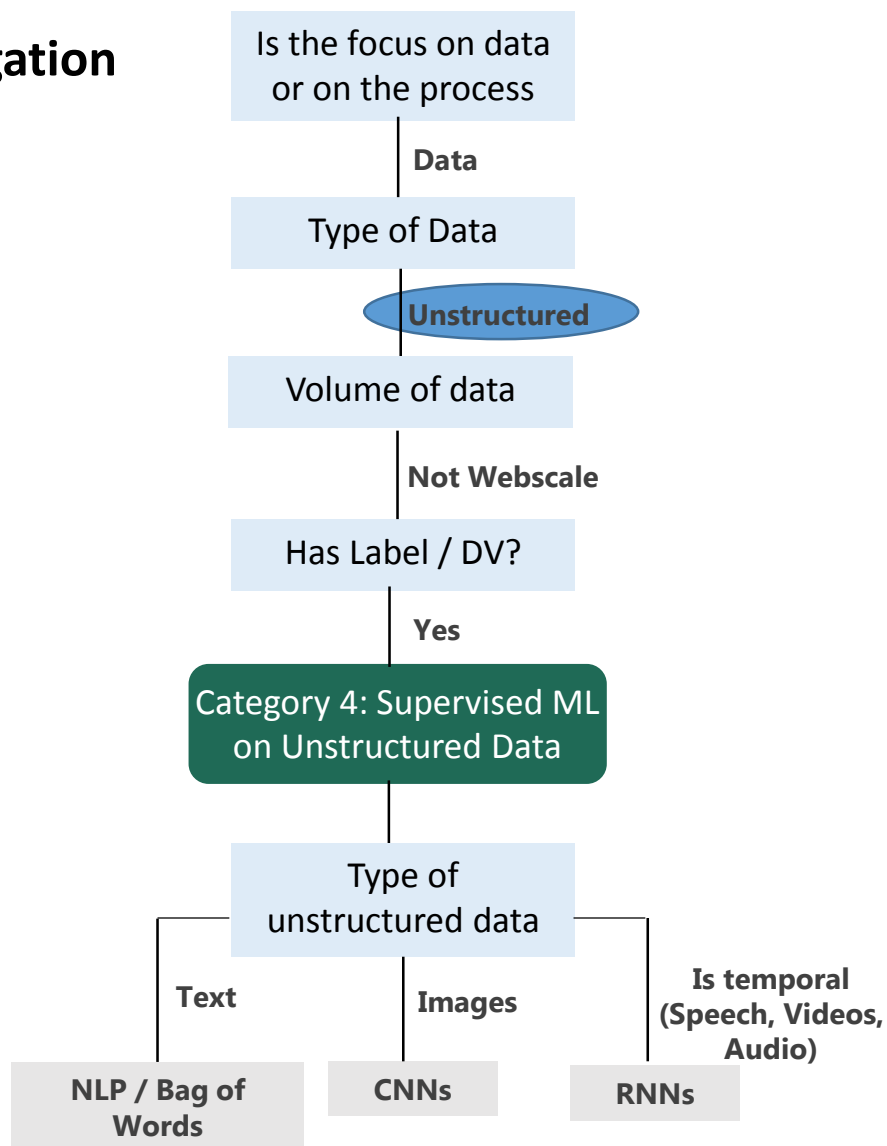 gation
Is the focus on data
or on the process
Data
Type of Data
Unstructured
Volume of data
Not Webscale
Has Label / DV?
Yes
Category 4: Supervised ML
on Unstructured Data
Type of
unstructured data
Text
Images
Is temporal
(Speech, Videos,
Audio)
NLP / Bag of
Words
CNNs
RNNs